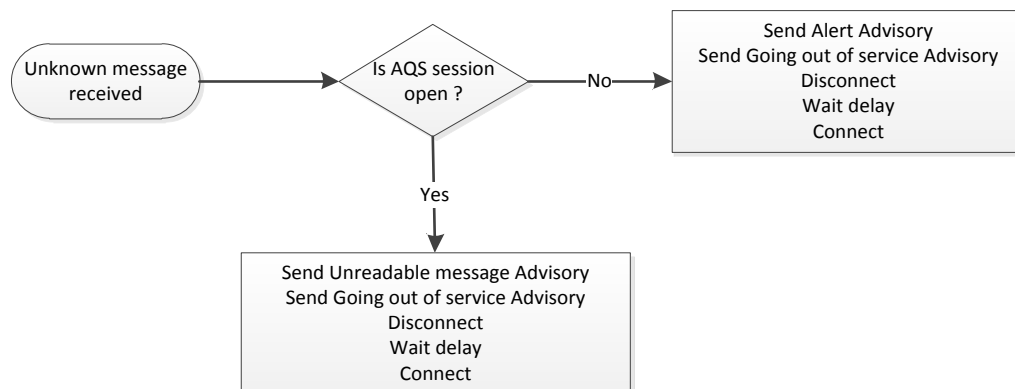 Unknown message
received
Is AQS session
open ?
No
Send Alert Advisory
Send Going out of service Advisory
Disconnect
Wait delay
Connect
Yes
Send Unreadable message Advisory
Send Going out of service Advisory
Disconnect
Wait delay
Connect